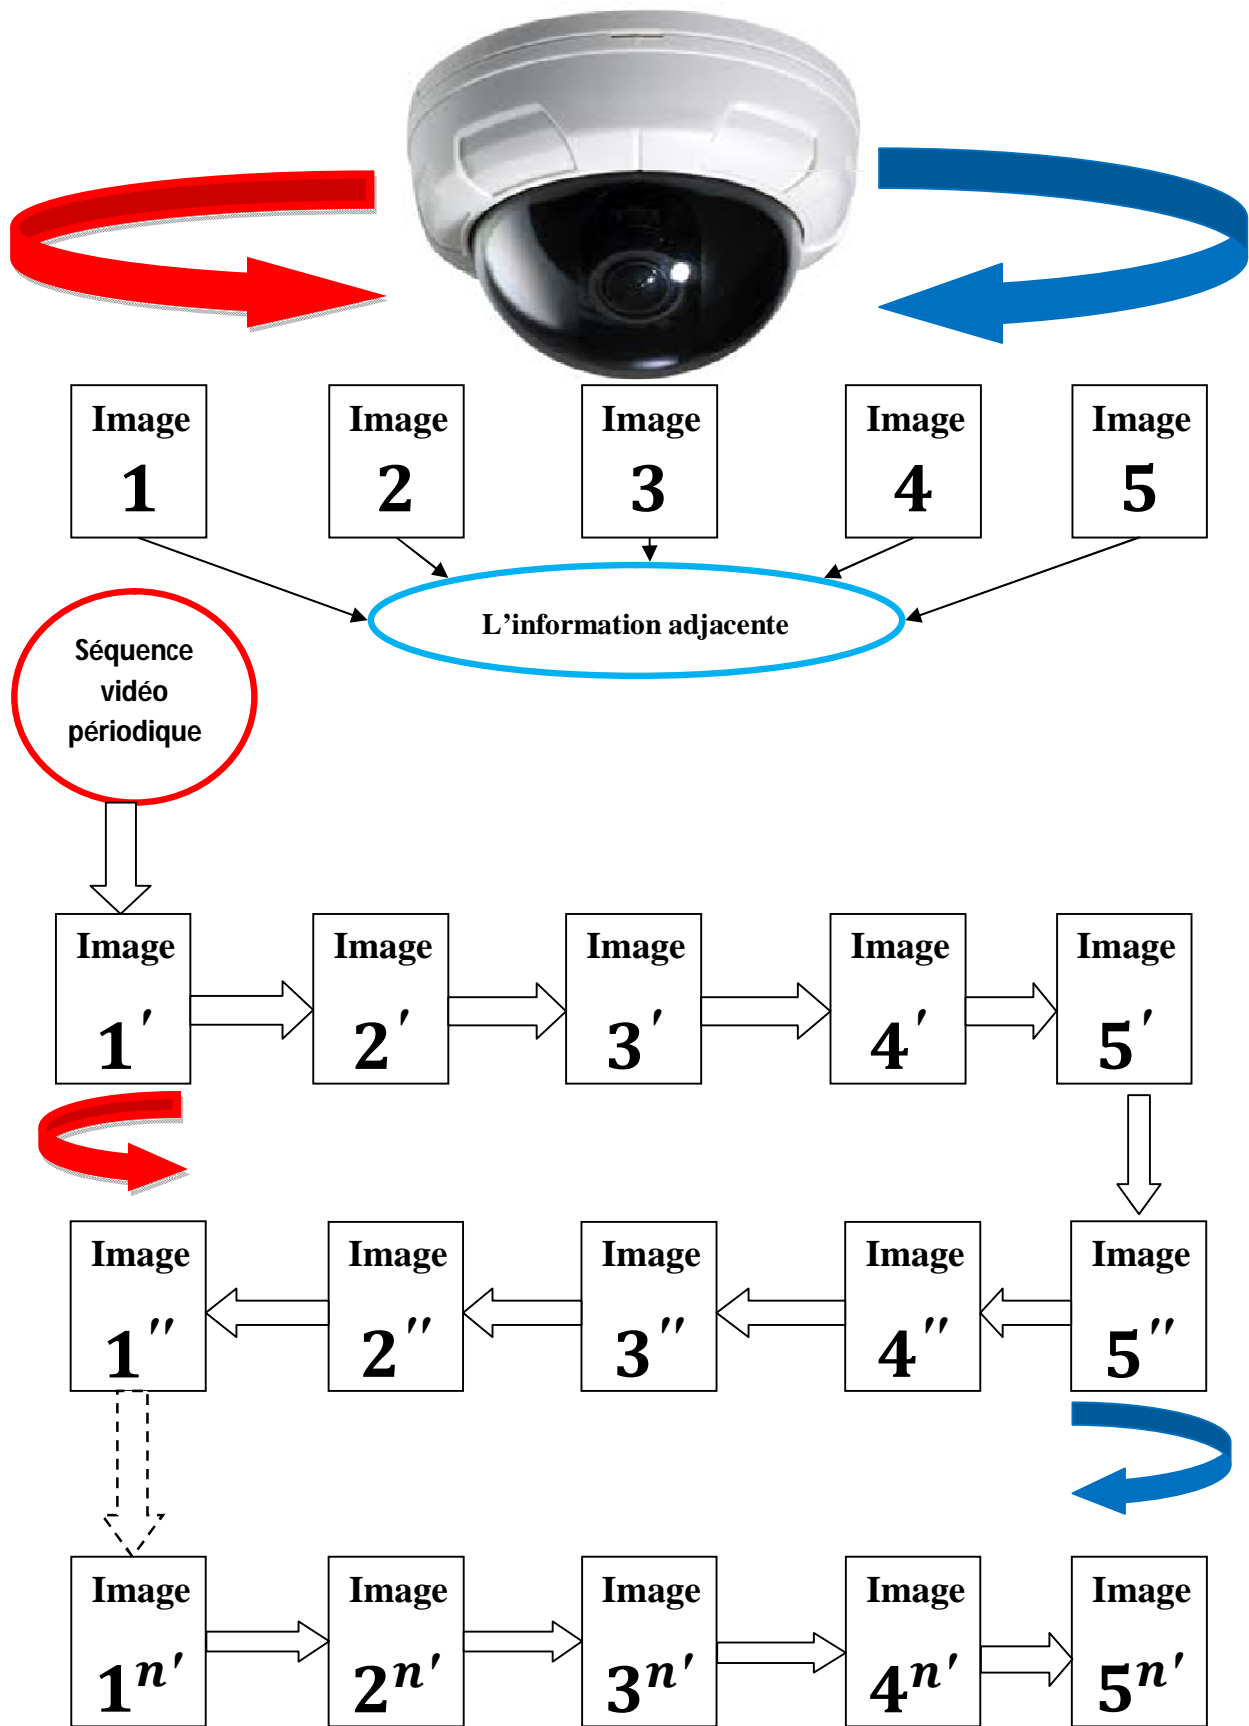 Image Image Image Image Image
1 2 3 4 5
L'information adjacente
Séquence
vidéo
périodique
Image Image Image Image Image
1′ 2′ 3′ 4′ 5′
Image Image Image Image Image
1′′ 2′′ 3′′ 4′′ 5′′
Image Image Image Image Image
1ⁿ′ 2ⁿ′ 3ⁿ′ 4ⁿ′ 5ⁿ′